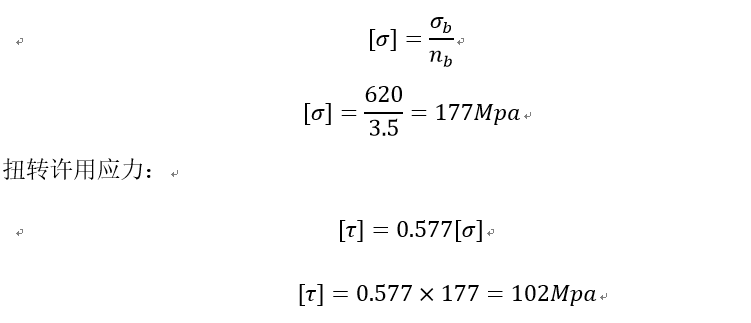 [σ] = σ_b / n_b
[σ] = 620 / 3.5 = 177Mpa
扭转许用应力：
[τ] = 0.577[σ]
[τ] = 0.577 × 177 = 102Mpa